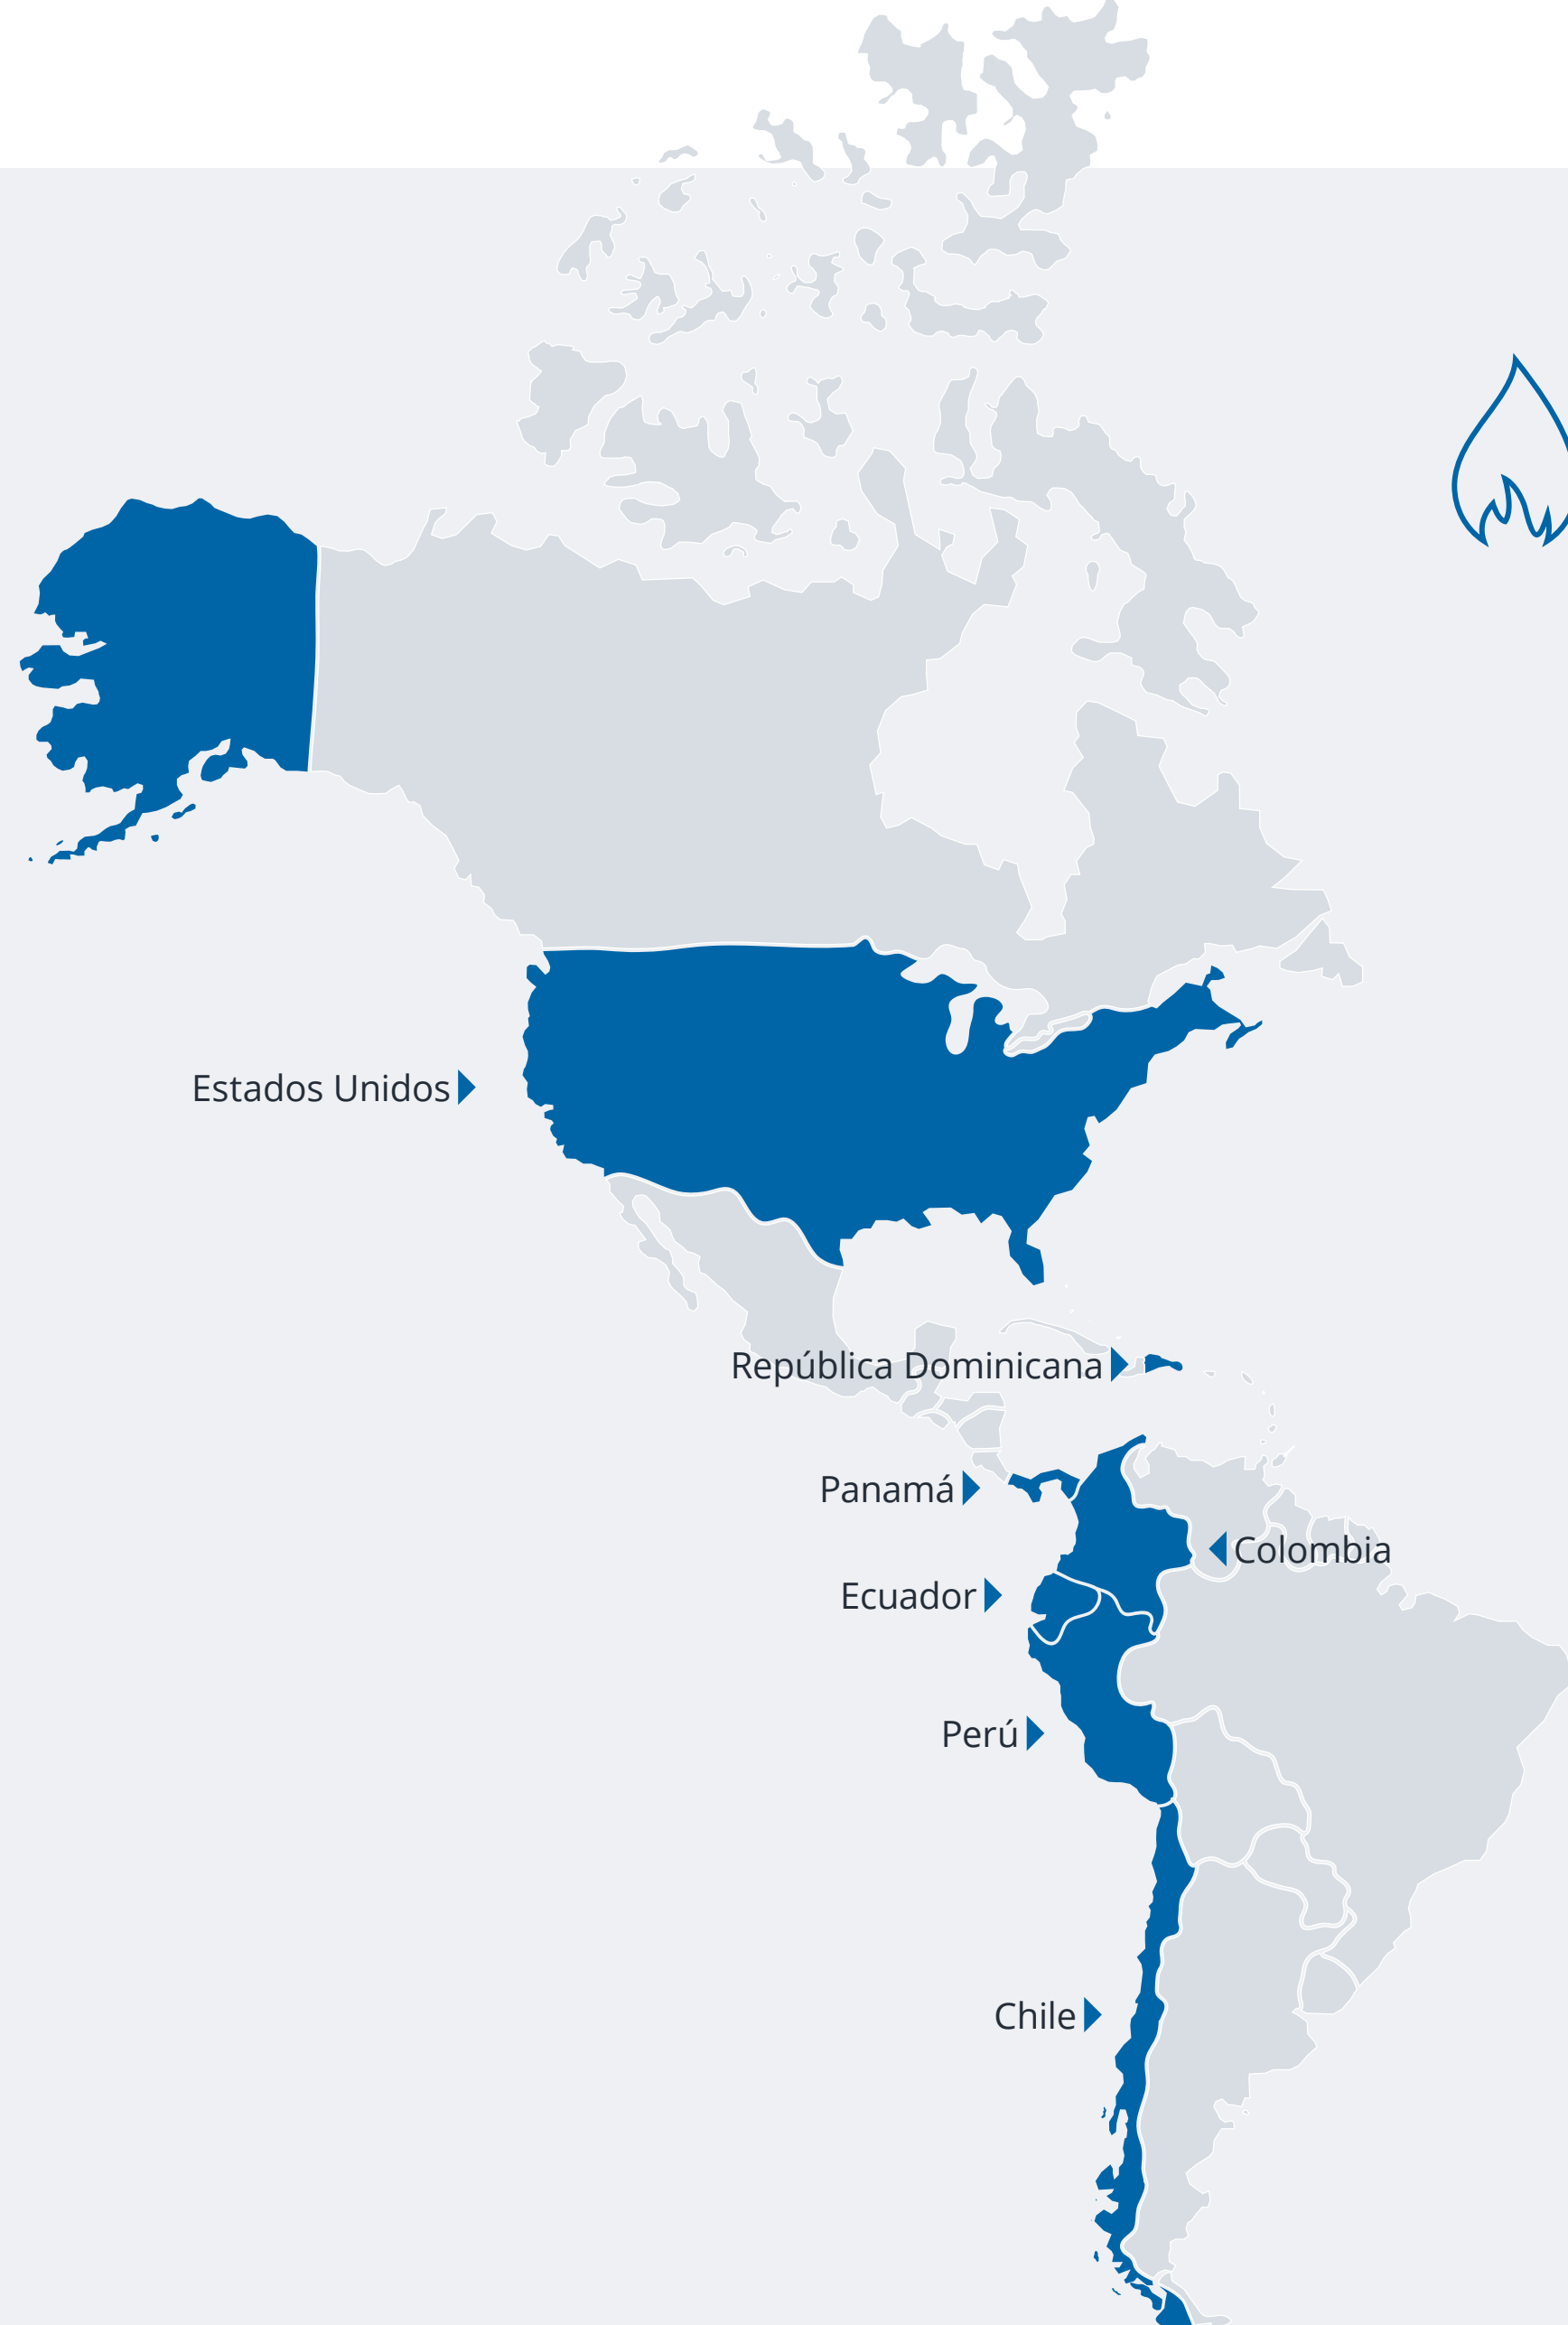 Estados Unidos
República Dominicana
Panamá
Colombia
Ecuador
Perú
Chile